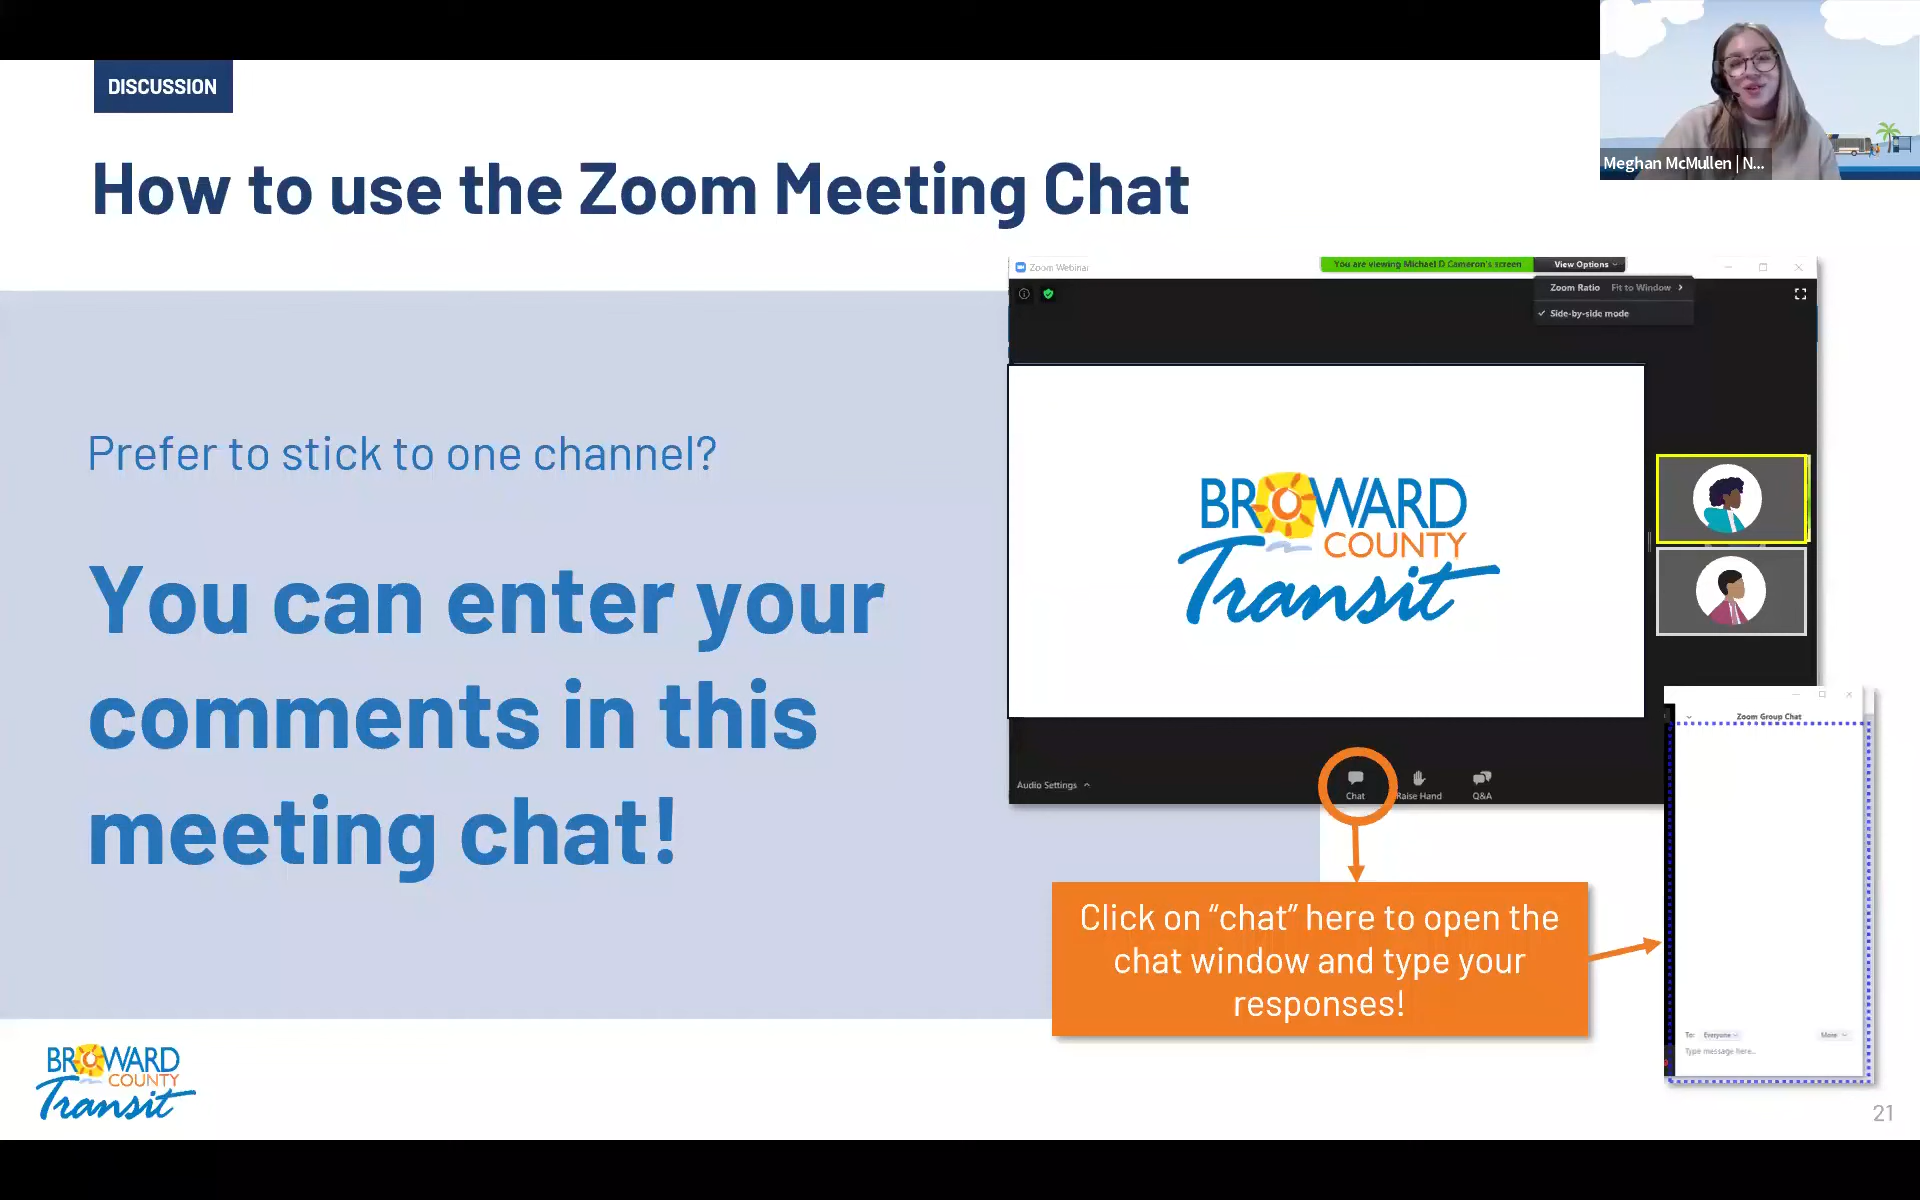 DISCUSSION
How to use the Zoom Meeting Chat
Meghan McMullen | N...
Prefer to stick to one channel?
You can enter your
comments in this
meeting chat!
Zoom Webinar
You are viewing Michael D Cameron's screen
View Options
Zoom Ratio Fit to Window
Side-by-side mode
BROWARD
COUNTY
Transit
Audio Settings
Chat
Raise Hand
Q&A
Zoom Group Chat
To: Everyone
More
Type message here...
Click on “chat” here to open the
chat window and type your
responses!
BROWARD
COUNTY
Transit
21